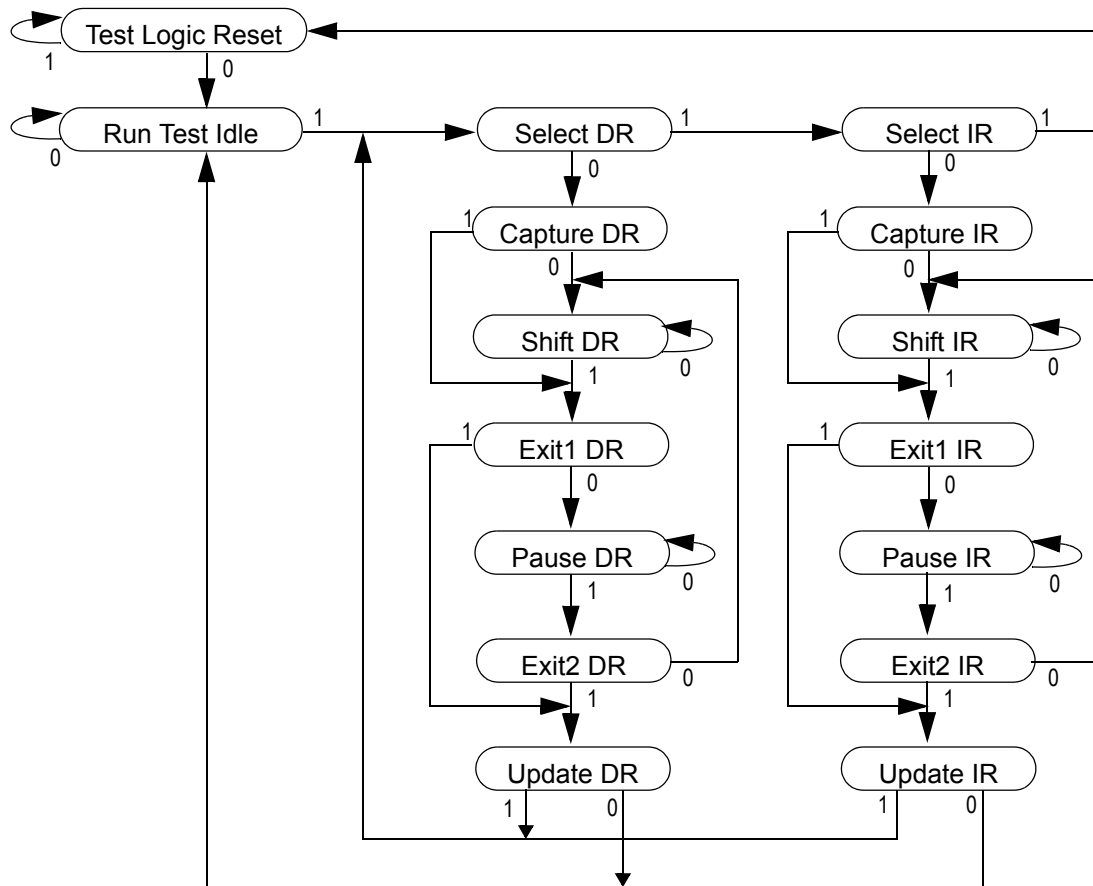 Test Logic Reset
1
0
Run Test Idle
1
Select DR
1
Select IR
1
0
0
0
1
Capture DR
1
Capture IR
0
0
Shift DR
Shift IR
0
0
1
1
1
Exit1 DR
1
Exit1 IR
0
0
Pause DR
Pause IR
0
0
1
1
Exit2 DR
Exit2 IR
0
0
1
1
Update DR
Update IR
1
0
1
0